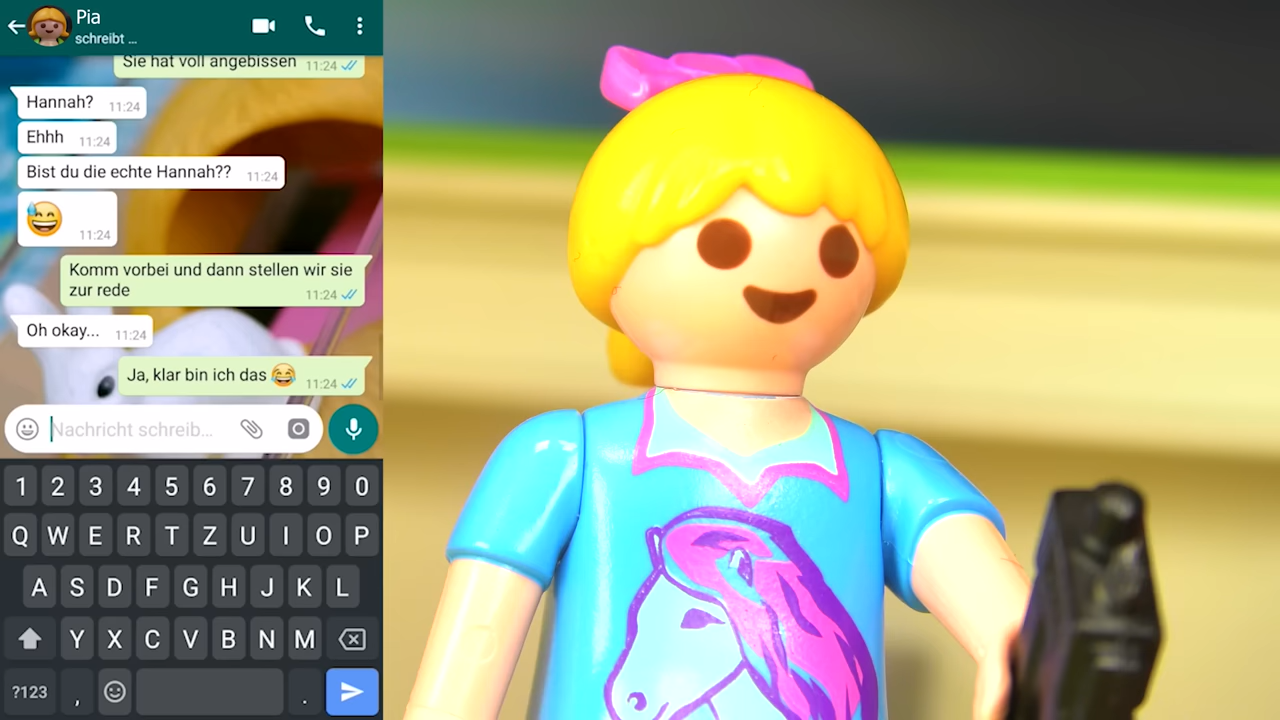 Pia
schreibt ...
Sie hat voll angebissen 11:24
Hannah? 11:24
Ehhh 11:24
Bist du die echte Hannah?? 11:24
11:24
Komm vorbei und dann stellen wir sie
zur rede 11:24
Oh okay... 11:24
Ja, klar bin ich das 😂 11:24
Nachricht schreib...
1 2 3 4 5 6 7 8 9 0
Q W E R T Z U I O P
A S D F G H J K L
Y X C V B N M
?123 , .